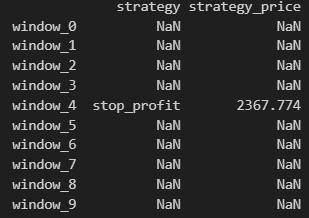 strategy strategy_price
window_0 NaN NaN
window_1 NaN NaN
window_2 NaN NaN
window_3 NaN NaN
window_4 stop_profit 2367.774
window_5 NaN NaN
window_6 NaN NaN
window_7 NaN NaN
window_8 NaN NaN
window_9 NaN NaN